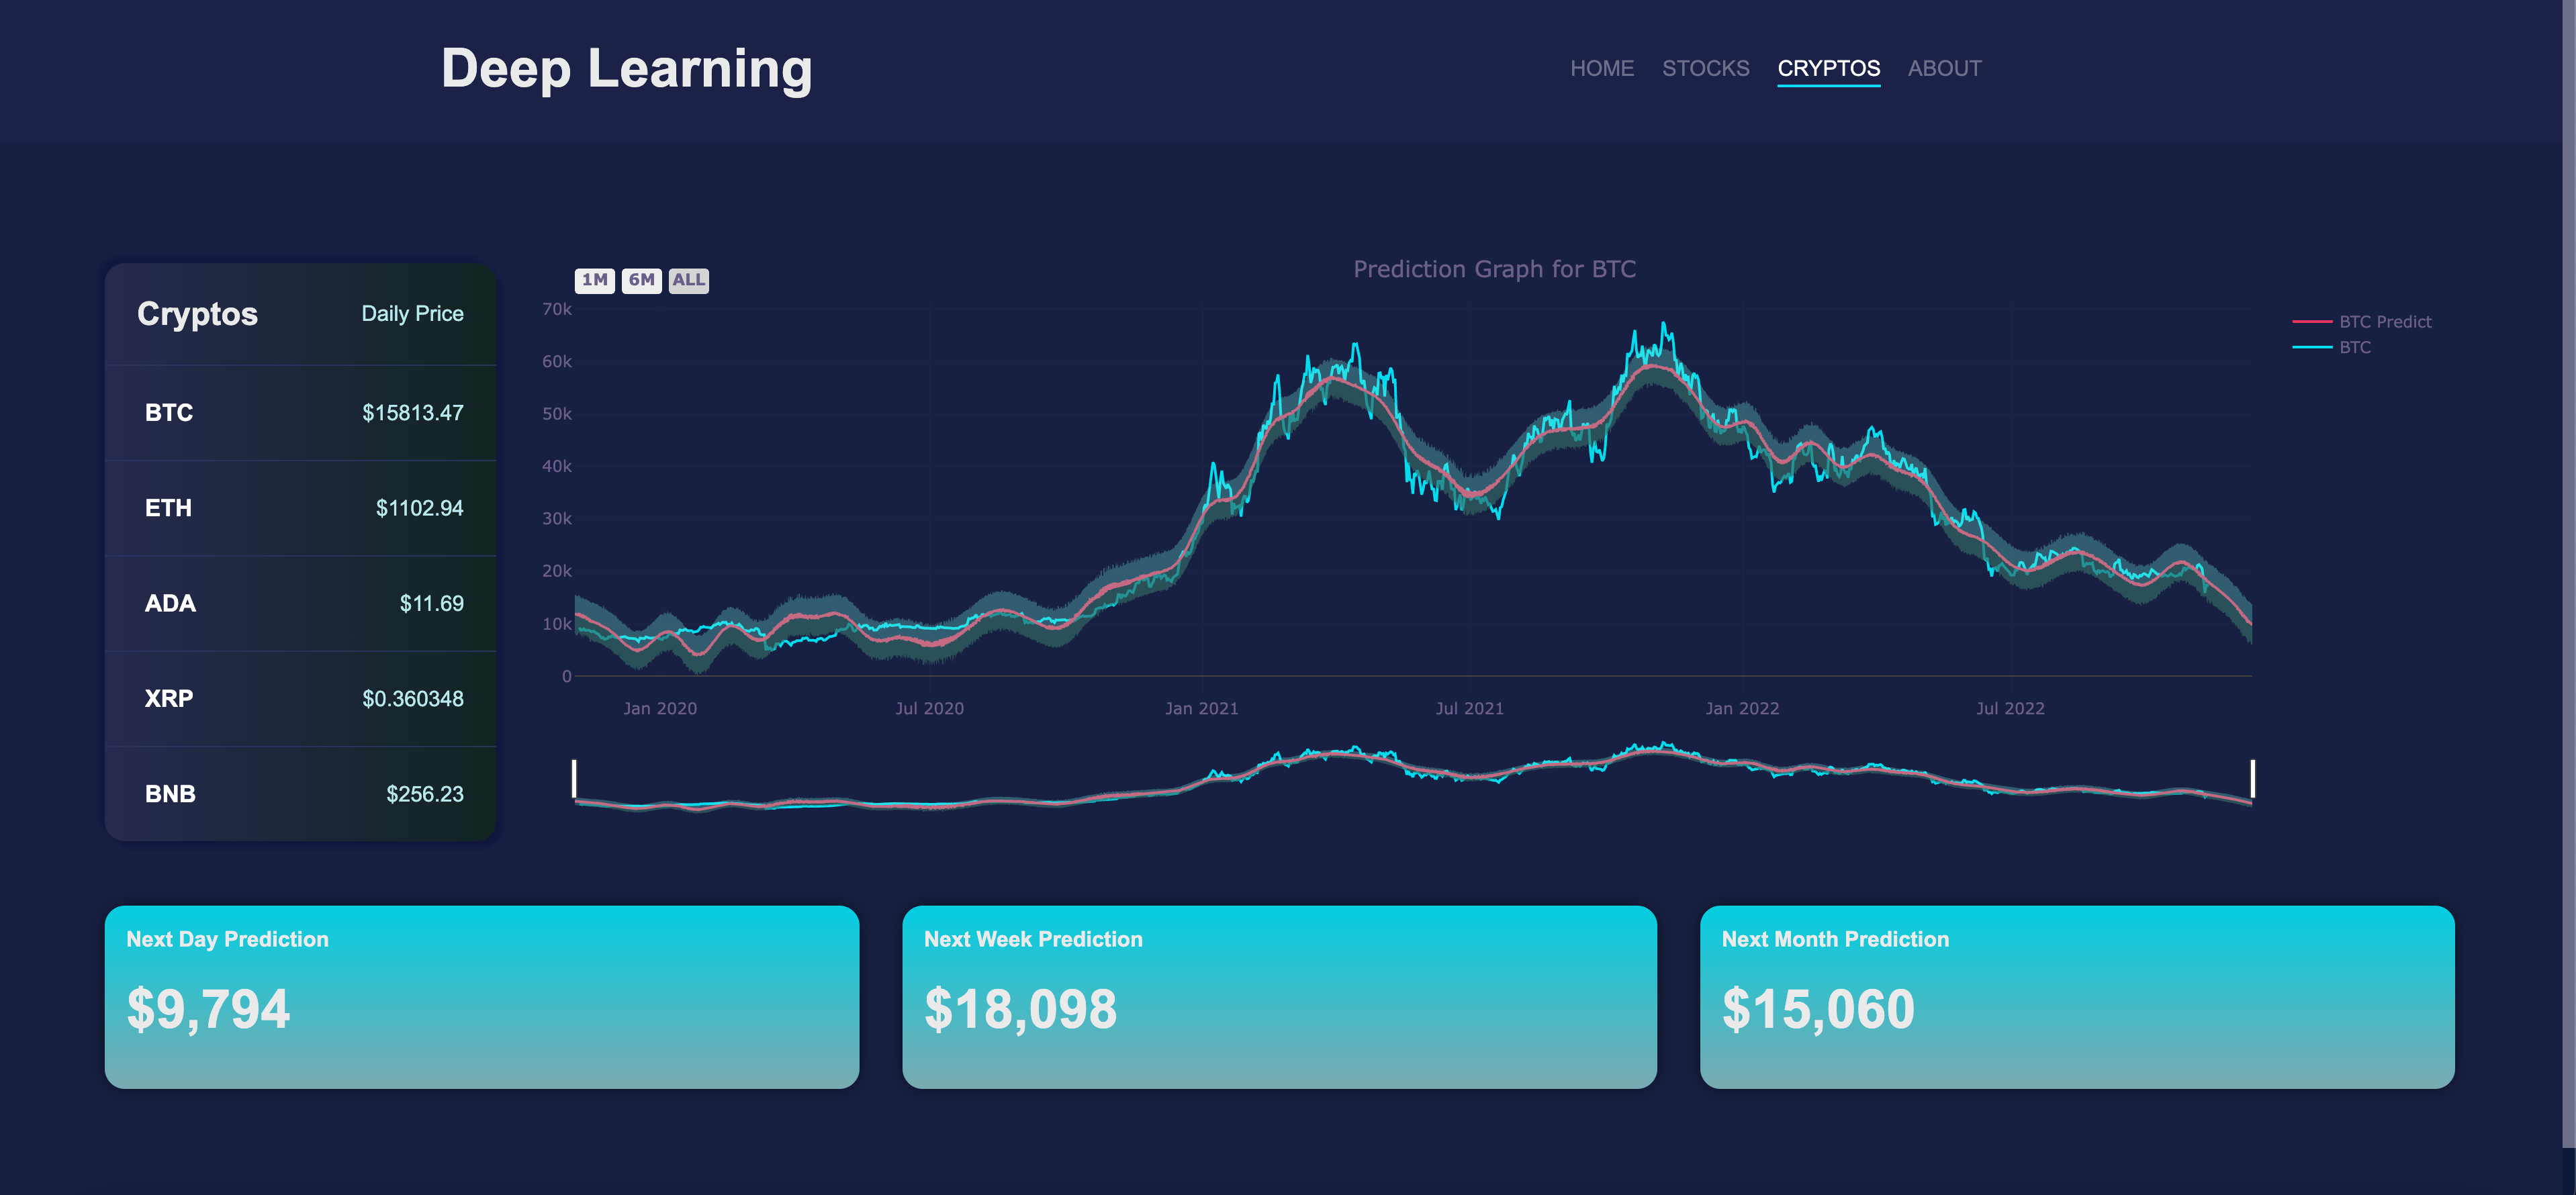 Deep Learning
HOME STOCKS CRYPTOS ABOUT
Cryptos Daily Price
BTC $15813.47
ETH $1102.94
ADA $11.69
XRP $0.360348
BNB $256.23
1M 6M ALL
Prediction Graph for BTC
70k
60k
50k
40k
30k
20k
10k
0
Jan 2020 Jul 2020 Jan 2021 Jul 2021 Jan 2022 Jul 2022
BTC Predict
BTC
Next Day Prediction
$9,794
Next Week Prediction
$18,098
Next Month Prediction
$15,060